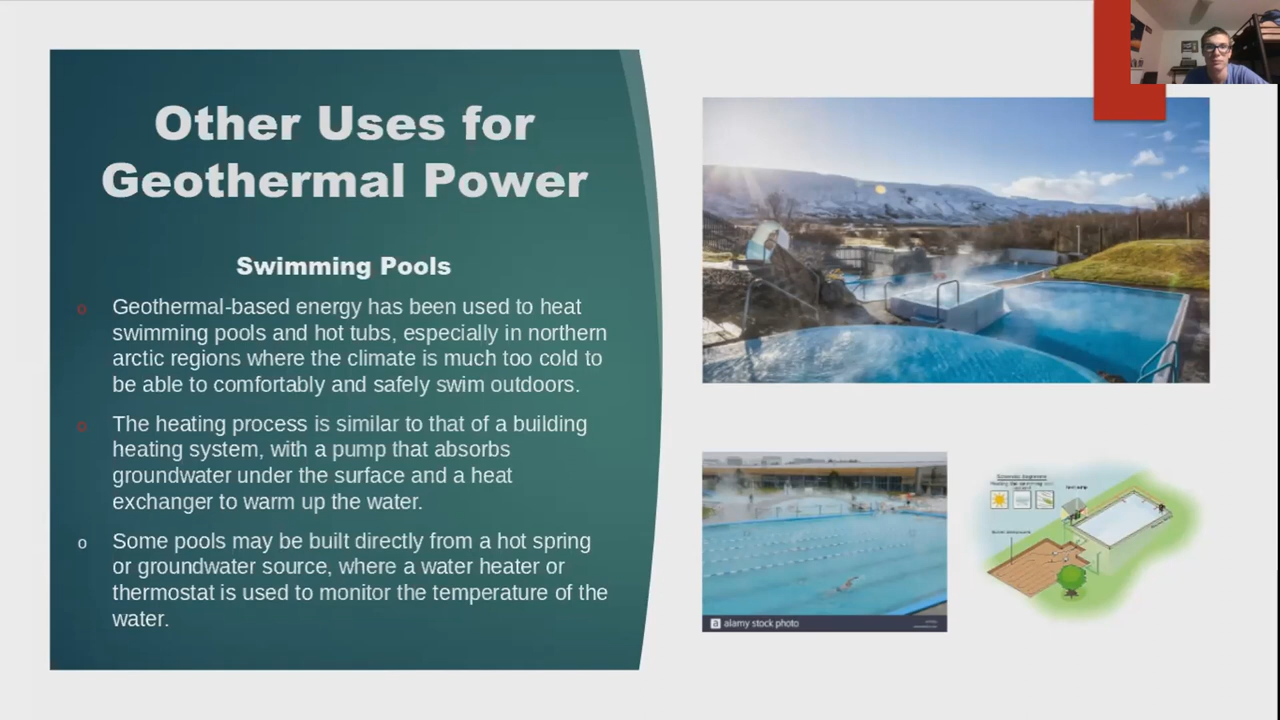 Other Uses for
Geothermal Power
Swimming Pools
o Geothermal-based energy has been used to heat
swimming pools and hot tubs, especially in northern
arctic regions where the climate is much too cold to
be able to comfortably and safely swim outdoors.
o The heating process is similar to that of a building
heating system, with a pump that absorbs
groundwater under the surface and a heat
exchanger to warm up the water.
o Some pools may be built directly from a hot spring
or groundwater source, where a water heater or
thermostat is used to monitor the temperature of the
water.
a alamy stock photo